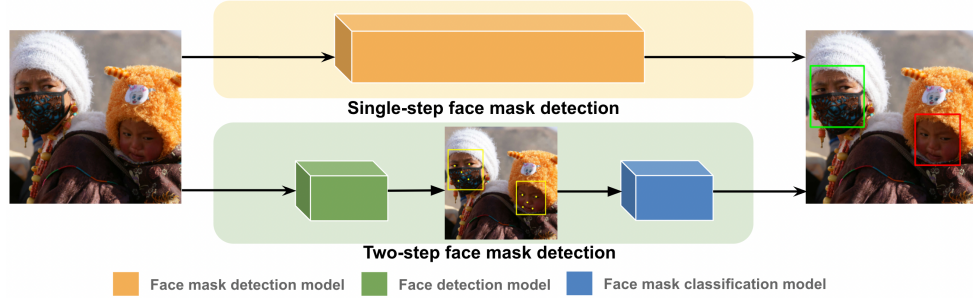 Single-step face mask detection
Two-step face mask detection
Face mask detection model
Face detection model
Face mask classification model